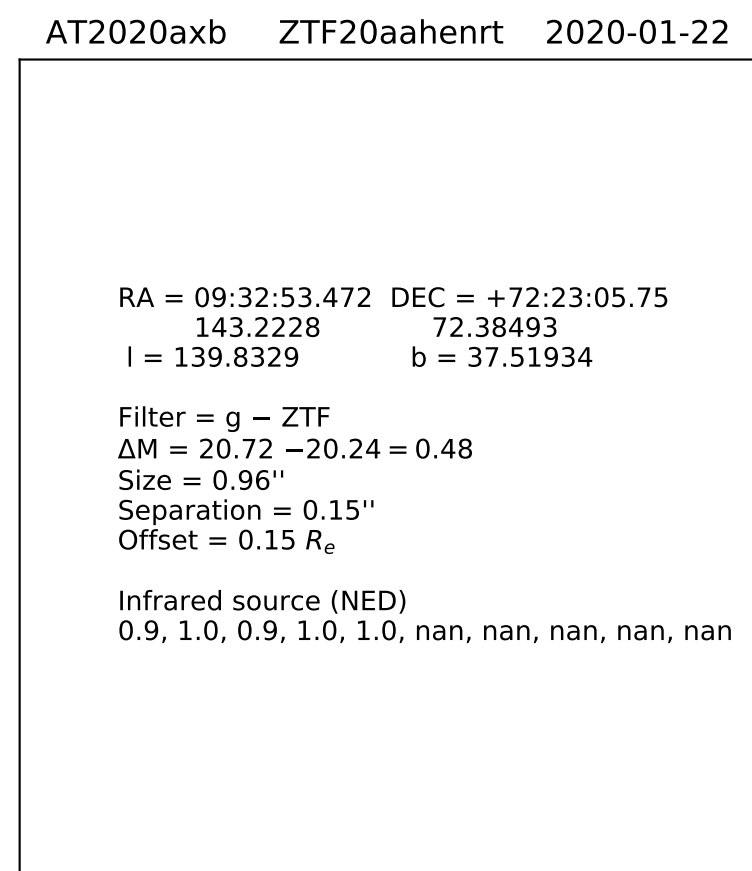 AT2020axb ZTF20aahenrt 2020-01-22
RA = 09:32:53.472 DEC = +72:23:05.75
143.2228 72.38493
l = 139.8329 b = 37.51934
Filter = g − ZTF
ΔM = 20.72 −20.24 = 0.48
Size = 0.96''
Separation = 0.15''
Offset = 0.15 Re
Infrared source (NED)
0.9, 1.0, 0.9, 1.0, 1.0, nan, nan, nan, nan, nan